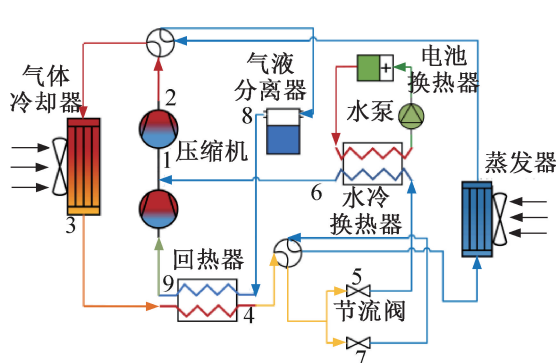 气体
冷却器
2
压缩机
1
气液
分离器
8
电池
换热器
水泵
+
6
水冷
换热器
蒸发器
3
回热器
9
4
5
节流阀
7